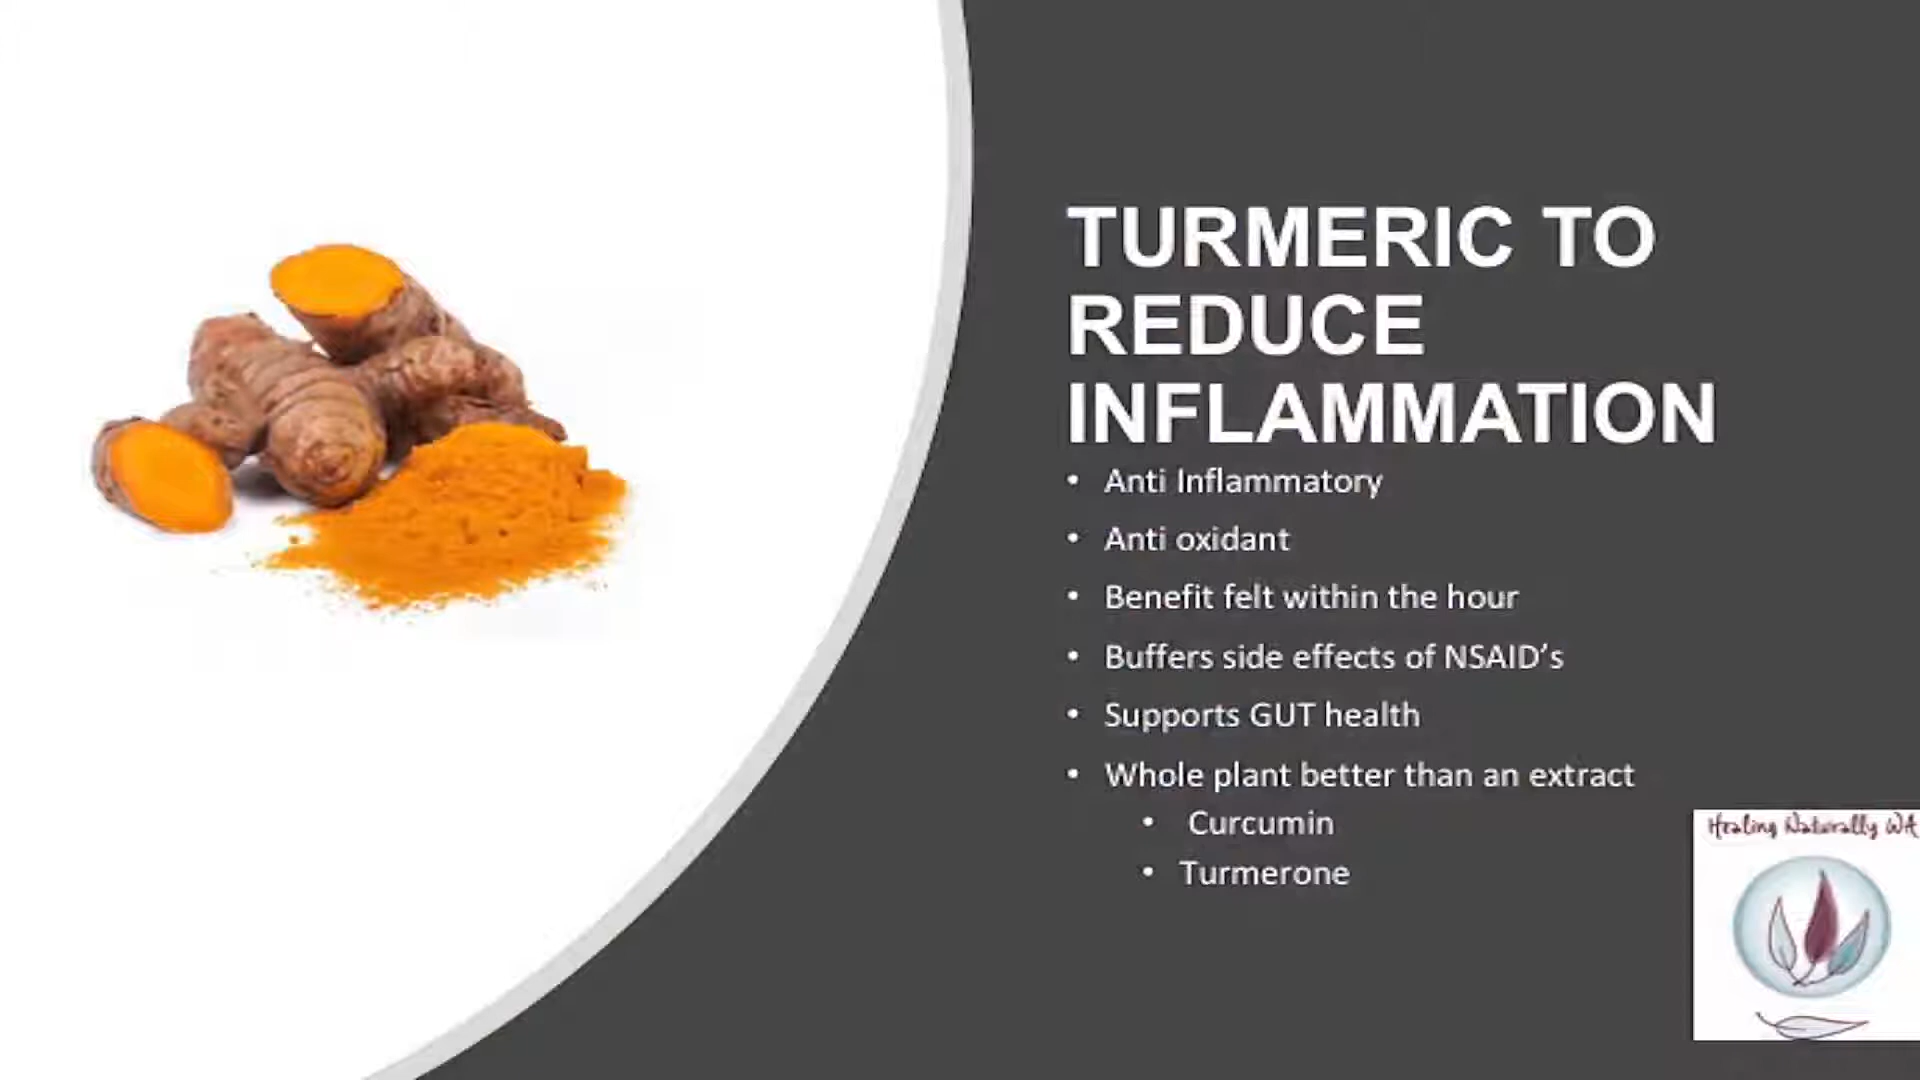 TURMERIC TO
REDUCE
INFLAMMATION
• Anti Inflammatory
• Anti oxidant
• Benefit felt within the hour
• Buffers side effects of NSAID’s
• Supports GUT health
• Whole plant better than an extract
• Curcumin
• Turmerone
Healing Naturally WA